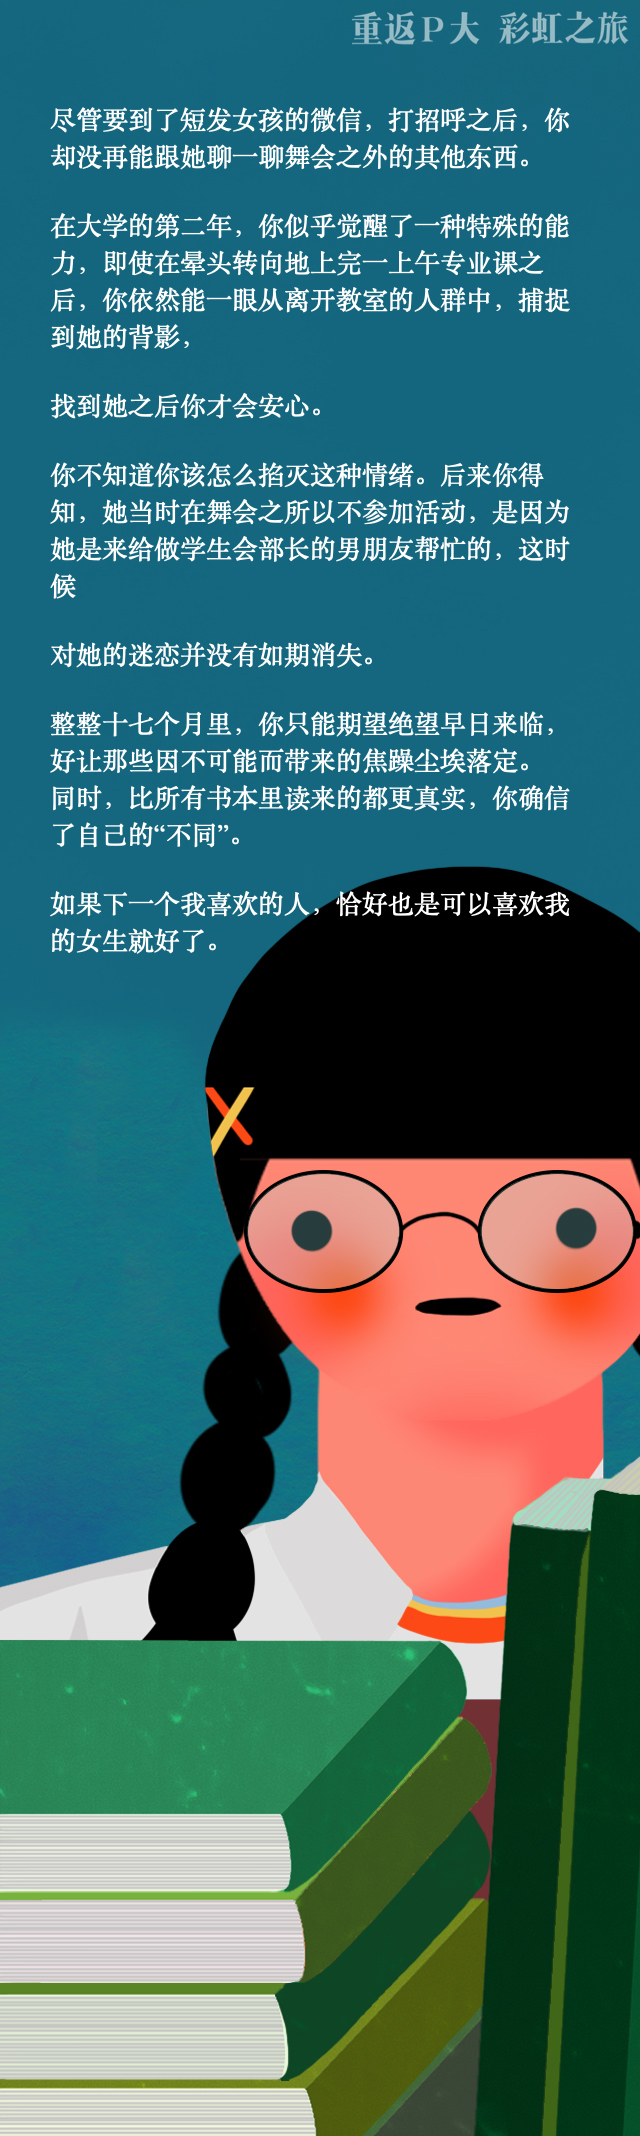 重返P大 彩虹之旅
尽管要到了短发女孩的微信，打招呼之后，你
却没再能跟她聊一聊舞会之外的其他东西。
在大学的第二年，你似乎觉醒了一种特殊的能
力，即使在晕头转向地上完一上午专业课之
后，你依然能一眼从离开教室的人群中，捕捉
到她的背影，
找到她之后你才会安心。
你不知道你该怎么掐灭这种情绪。后来你得
知，她当时在舞会之所以不参加活动，是因为
她是来给做学生会部长的男朋友帮忙的，这时
候
对她的迷恋并没有如期消失。
整整十七个月里，你只能期望绝望早日来临，
好让那些因不可能而带来的焦躁尘埃落定。
同时，比所有书本里读来的都更真实，你确信
了自己的“不同”。
如果下一个我喜欢的人，恰好也是可以喜欢我
的女生就好了。